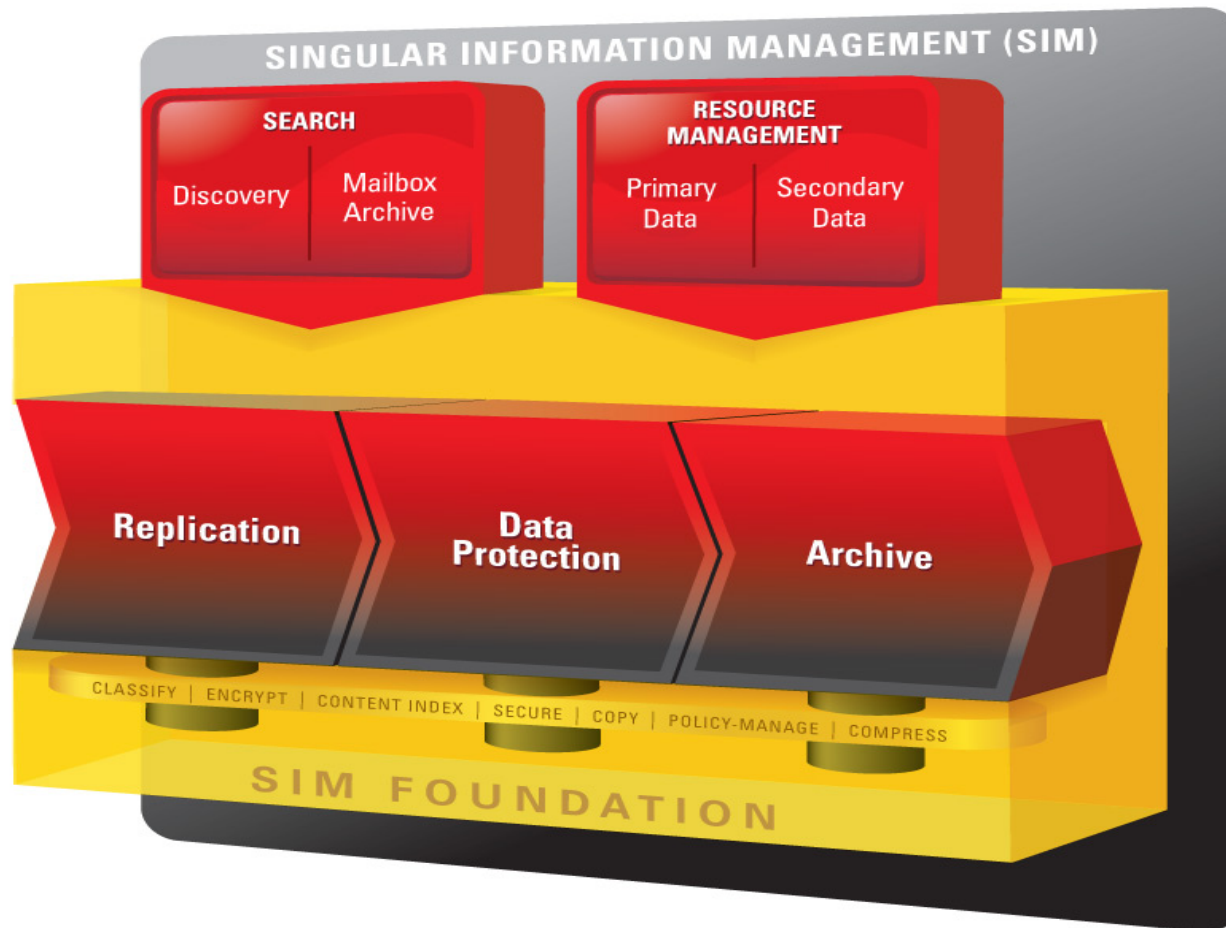 SINGULAR INFORMATION MANAGEMENT (SIM)
SEARCH
Discovery
Mailbox
Archive
RESOURCE
MANAGEMENT
Primary
Data
Secondary
Data
Replication
Data
Protection
Archive
CLASSIFY | ENCRYPT | CONTENT INDEX | SECURE | COPY | POLICY-MANAGE | COMPRESS
SIM FOUNDATION